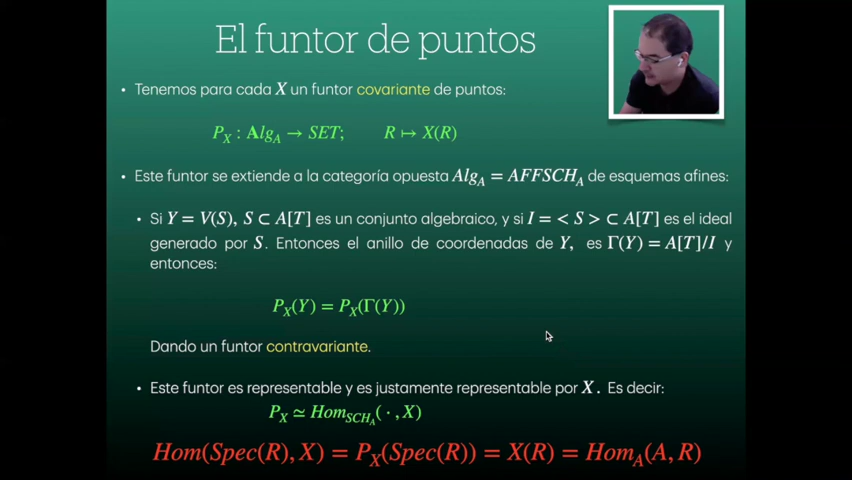 El funtor de puntos
• Tenemos para cada X un funtor covariante de puntos:
P_X : Alg_A → SET; R ↦ X(R)
• Este funtor se extiende a la categoría opuesta Alg_A = AFFSCH_A de esquemas afines:
• Si Y = V(S), S ⊂ A[T] es un conjunto algebraico, y si I = < S > ⊂ A[T] es el ideal
generado por S. Entonces el anillo de coordenadas de Y, es Γ(Y) = A[T]/I y
entonces:
P_X(Y) = P_X(Γ(Y))
Dando un funtor contravariante.
• Este funtor es representable y es justamente representable por X. Es decir:
P_X ≃ Hom_{SCH_A}( · , X)
Hom(Spec(R), X) = P_X(Spec(R)) = X(R) = Hom_A(A, R)